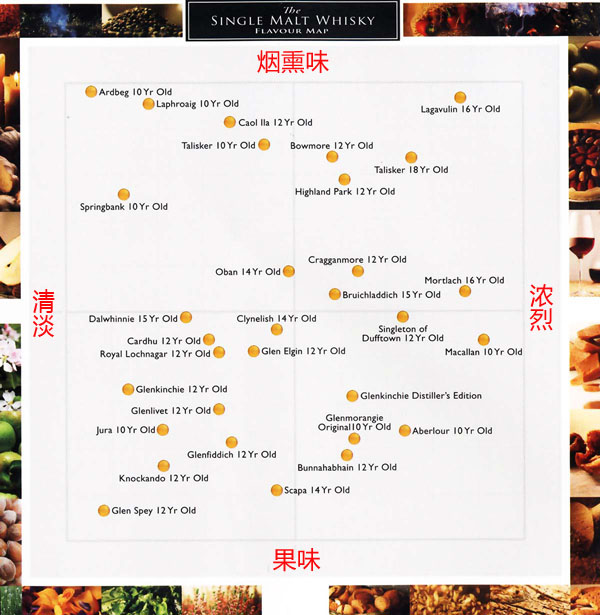 The
SINGLE MALT WHISKY
FLAVOUR MAP
烟熏味
Ardbeg 10 Yr Old
Laphroaig 10 Yr Old
Lagavulin 16 Yr Old
Caol Ila 12 Yr Old
Talisker 10 Yr Old
Bowmore 12 Yr Old
Talisker 18 Yr Old
Highland Park 12 Yr Old
Springbank 10 Yr Old
Cragganmore 12 Yr Old
Oban 14 Yr Old
Mortlach 16 Yr Old
Bruichladdich 15 Yr Old
清淡
浓烈
Dalwhinnie 15 Yr Old
Clynelish 14 Yr Old
Singleton of
Dufftown 12 Yr Old
Cardhu 12 Yr Old
Royal Lochnagar 12 Yr Old
Glen Elgin 12 Yr Old
Macallan 10 Yr Old
Glenkinchie 12 Yr Old
Glenkinchie Distiller's Edition
Glenlivet 12 Yr Old
Glenmorangie
Original10 Yr Old
Jura 10 Yr Old
Aberlour 10 Yr Old
Glenfiddich 12 Yr Old
Bunnahabhain 12 Yr Old
Knockando 12 Yr Old
Scapa 14 Yr Old
Glen Spey 12 Yr Old
果味